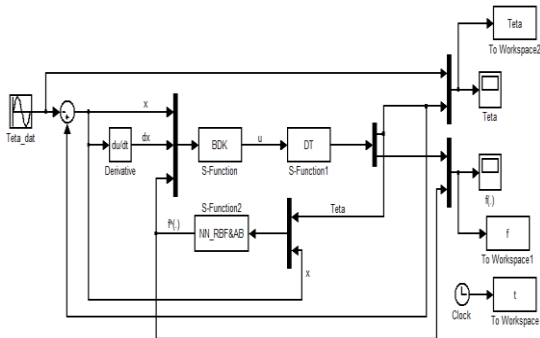 Teta
To Workspace2
Teta_dat
x
du/dt
dx
Derivative
BDK
S-Function
u
DT
S-Function1
Teta
f(.)
S-Function2
f^(.)
NN_RBF&AB
Teta
x
f
To Workspace1
Clock
t
To Workspace